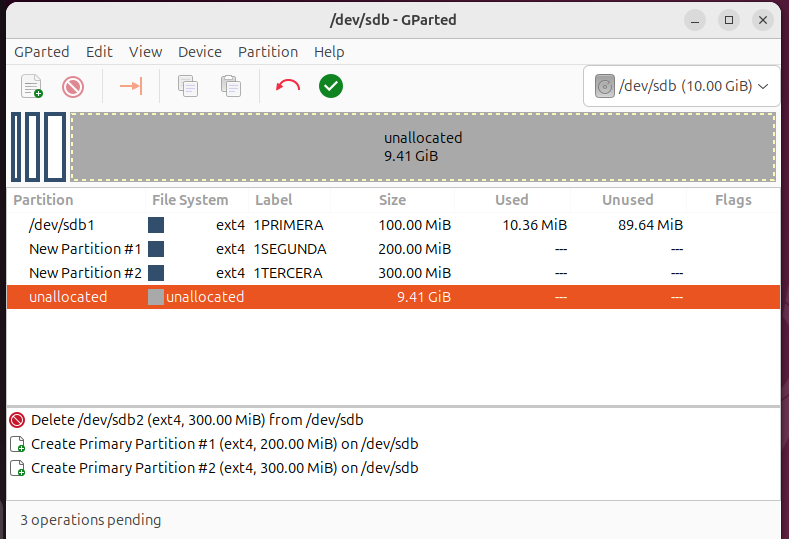 /dev/sdb - GParted
GParted Edit View Device Partition Help
/dev/sdb (10.00 GiB)
unallocated
9.41 GiB
Partition File System Label Size Used Unused Flags
/dev/sdb1 ext4 1PRIMERA 100.00 MiB 10.36 MiB 89.64 MiB
New Partition #1 ext4 1SEGUNDA 200.00 MiB --- ---
New Partition #2 ext4 1TERCERA 300.00 MiB --- ---
unallocated unallocated 9.41 GiB --- ---
Delete /dev/sdb2 (ext4, 300.00 MiB) from /dev/sdb
Create Primary Partition #1 (ext4, 200.00 MiB) on /dev/sdb
Create Primary Partition #2 (ext4, 300.00 MiB) on /dev/sdb
3 operations pending